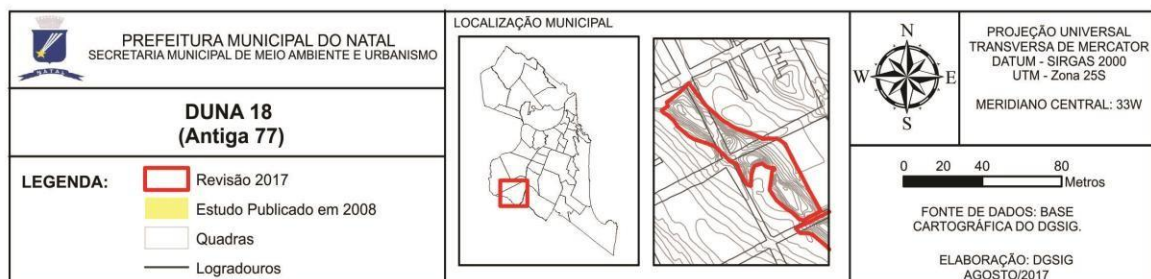 PREFEITURA MUNICIPAL DO NATAL
SECRETARIA MUNICIPAL DE MEIO AMBIENTE E URBANISMO
NATAL
DUNA 18
(Antiga 77)
LEGENDA:
Revisão 2017
Estudo Publicado em 2008
Quadras
Logradouros
LOCALIZAÇÃO MUNICIPAL
N
W E
S
PROJEÇÃO UNIVERSAL
TRANSVERSA DE MERCATOR
DATUM - SIRGAS 2000
UTM - Zona 25S
MERIDIANO CENTRAL: 33W
0 20 40 80
Metros
FONTE DE DADOS: BASE
CARTOGRÁFICA DO DGSIG.
ELABORAÇÃO: DGSIG
AGOSTO/2017